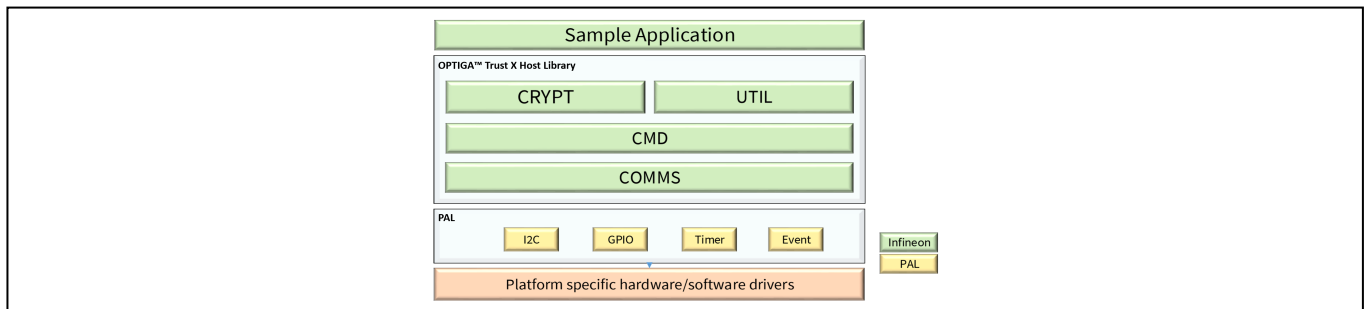 Sample Application
OPTIGA™ Trust X Host Library
CRYPT
UTIL
CMD
COMMS
PAL
I2C
GPIO
Timer
Event
Infineon
PAL
Platform specific hardware/software drivers